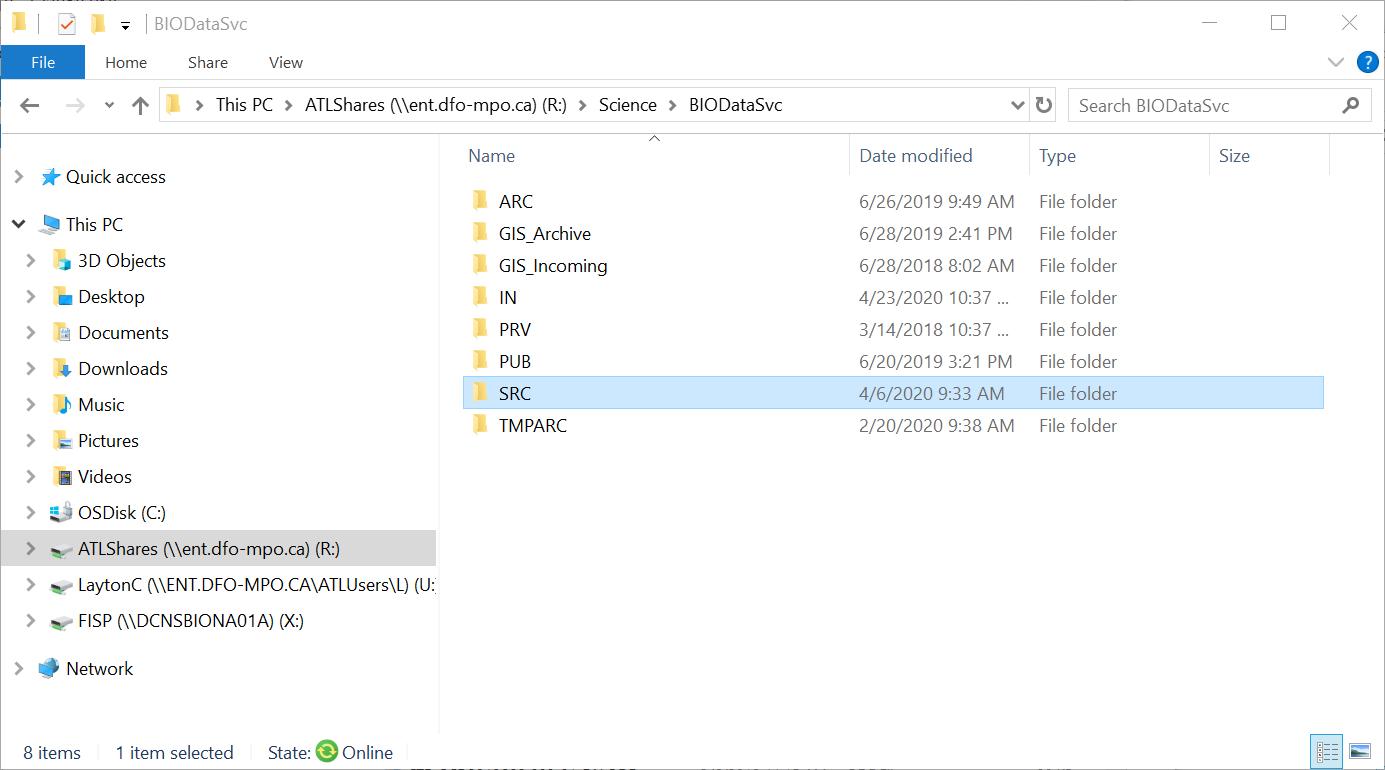 BIODataSvc
File Home Share View
This PC ATLShares (\\ent.dfo-mpo.ca) (R:) Science BIODataSvc
Search BIODataSvc
Quick access
This PC
3D Objects
Desktop
Documents
Downloads
Music
Pictures
Videos
OSDisk (C:)
ATLShares (\\ent.dfo-mpo.ca) (R:)
LaytonC (\\ENT.DFO-MPO.CA\ATLUsers\L) (U:
FISP (\\DCNSBIONA01A) (X:)
Network
Name Date modified Type Size
ARC 6/26/2019 9:49 AM File folder
GIS_Archive 6/28/2019 2:41 PM File folder
GIS_Incoming 6/28/2018 8:02 AM File folder
IN 4/23/2020 10:37 ... File folder
PRV 3/14/2018 10:37 ... File folder
PUB 6/20/2019 3:21 PM File folder
SRC 4/6/2020 9:33 AM File folder
TMPARC 2/20/2020 9:38 AM File folder
8 items 1 item selected State: Online